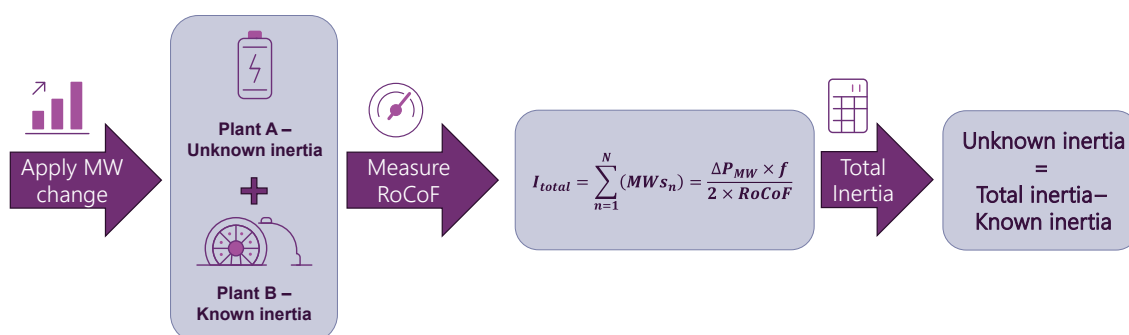 Apply MW
change
Plant A –
Unknown inertia
Plant B –
Known inertia
Measure
RoCoF
I_total = ∑_{n=1}^{N} (MWs_n) = (ΔP_MW × f) / (2 × RoCoF)
Total
Inertia
Unknown inertia
=
Total inertia–
Known inertia